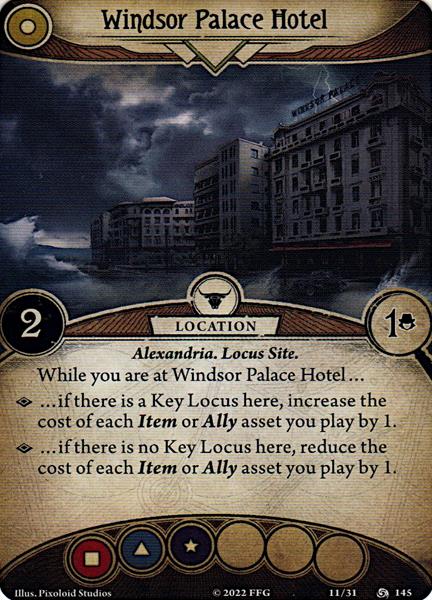 Windsor Palace Hotel
WINDSOR PALACE
2
LOCATION
1
Alexandria. Locus Site.
While you are at Windsor Palace Hotel…
…if there is a Key Locus here, increase the
cost of each Item or Ally asset you play by 1.
…if there is no Key Locus here, reduce the
cost of each Item or Ally asset you play by 1.
Illus. Pixoloid Studios © 2022 FFG 11/31 145